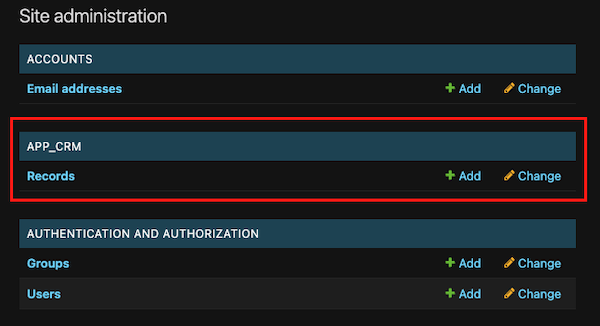 Site administration
ACCOUNTS
Email addresses Add Change
APP_CRM
Records Add Change
AUTHENTICATION AND AUTHORIZATION
Groups Add Change
Users Add Change